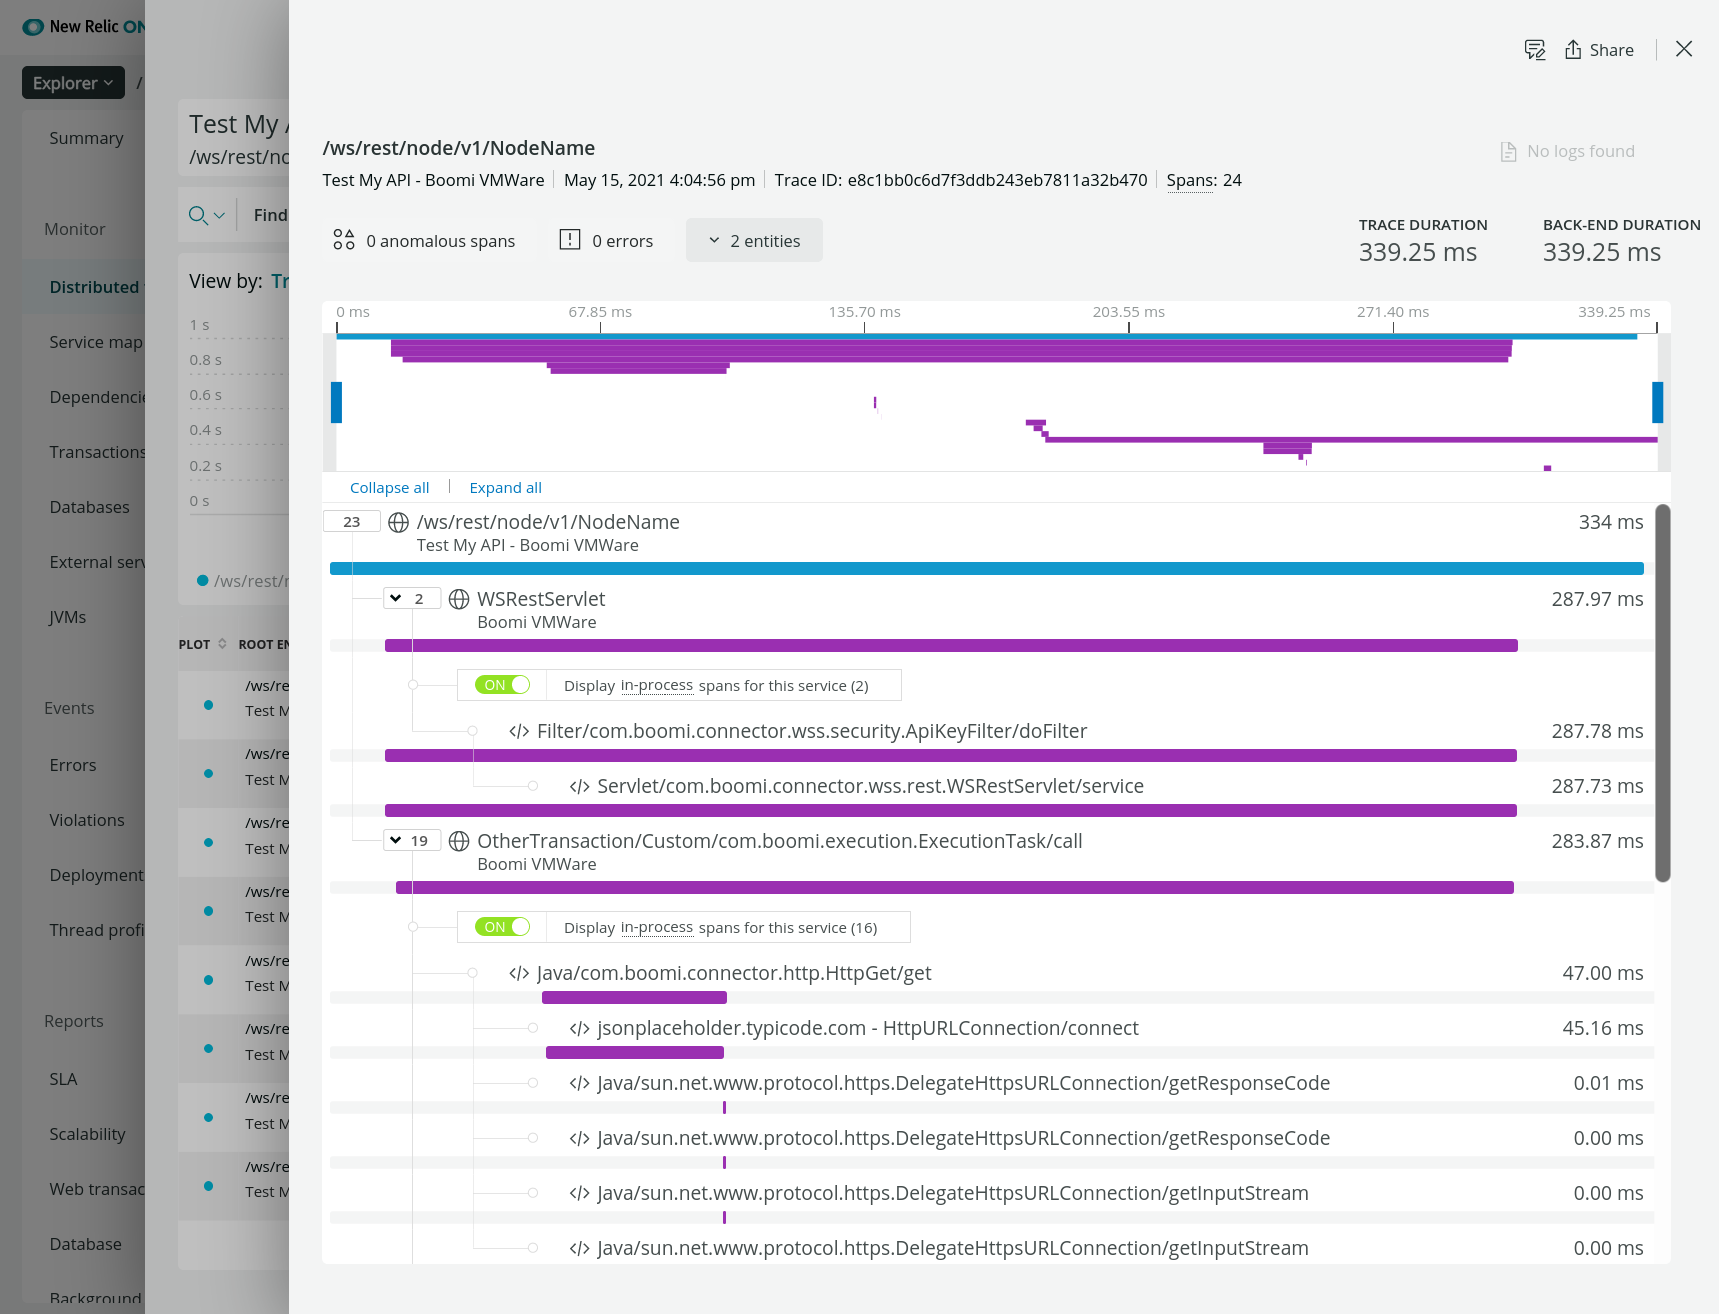 New Relic ON
Explorer /
Summary
Monitor
Distributed
Service map
Dependencie
Transactions
Databases
External serv
JVMs
Events
Errors
Violations
Deployment
Thread profi
Reports
SLA
Scalability
Web transac
Database
Background
Test My A
/ws/rest/no
Find
View by: Tr
1 s
0.8 s
0.6 s
0.4 s
0.2 s
0 s
/ws/rest/n
PLOT ROOT EN
/ws/re
Test M
/ws/re
Test M
/ws/re
Test M
/ws/re
Test M
/ws/re
Test M
/ws/re
Test M
/ws/re
Test M
/ws/re
Test M
Share
/ws/rest/node/v1/NodeName
No logs found
Test My API - Boomi VMWare May 15, 2021 4:04:56 pm Trace ID: e8c1bb0c6d7f3ddb243eb7811a32b470 Spans: 24
0 anomalous spans 0 errors 2 entities
TRACE DURATION
339.25 ms
BACK-END DURATION
339.25 ms
0 ms 67.85 ms 135.70 ms 203.55 ms 271.40 ms 339.25 ms
Collapse all Expand all
23 /ws/rest/node/v1/NodeName 334 ms
Test My API - Boomi VMWare
2 WSRestServlet 287.97 ms
Boomi VMWare
ON Display in-process spans for this service (2)
</> Filter/com.boomi.connector.wss.security.ApiKeyFilter/doFilter 287.78 ms
</> Servlet/com.boomi.connector.wss.rest.WSRestServlet/service 287.73 ms
19 OtherTransaction/Custom/com.boomi.execution.ExecutionTask/call 283.87 ms
Boomi VMWare
ON Display in-process spans for this service (16)
</> Java/com.boomi.connector.http.HttpGet/get 47.00 ms
</> jsonplaceholder.typicode.com - HttpURLConnection/connect 45.16 ms
</> Java/sun.net.www.protocol.https.DelegateHttpsURLConnection/getResponseCode 0.01 ms
</> Java/sun.net.www.protocol.https.DelegateHttpsURLConnection/getResponseCode 0.00 ms
</> Java/sun.net.www.protocol.https.DelegateHttpsURLConnection/getInputStream 0.00 ms
</> Java/sun.net.www.protocol.https.DelegateHttpsURLConnection/getInputStream 0.00 ms